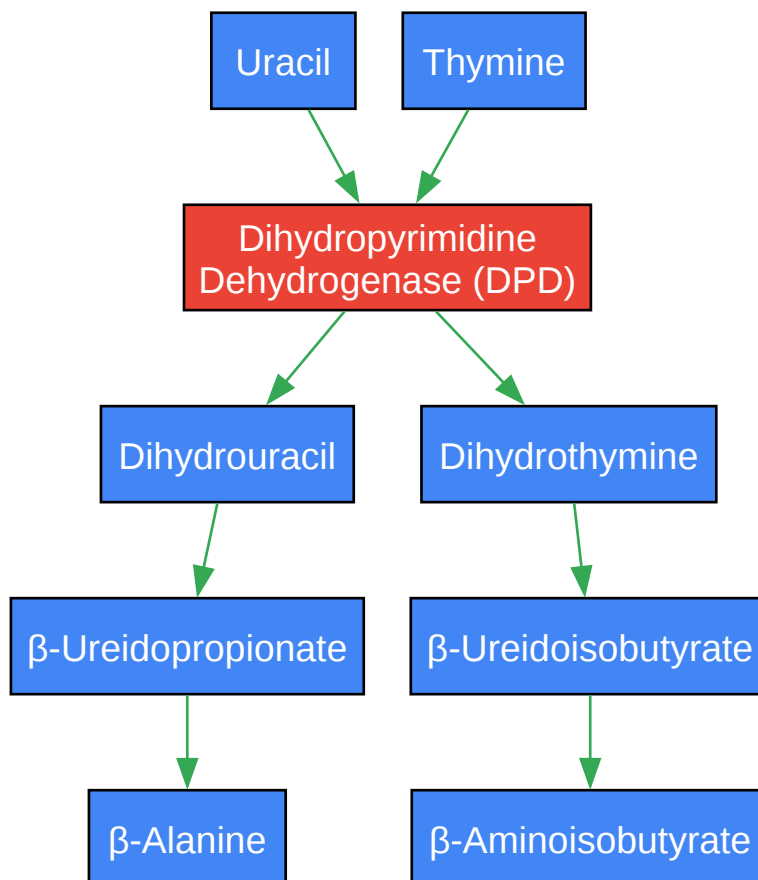 Uracil
Thymine
Dihydropyrimidine
Dehydrogenase (DPD)
Dihydrouracil
Dihydrothymine
β-Ureidopropionate
β-Ureidoisobutyrate
β-Alanine
β-Aminoisobutyrate